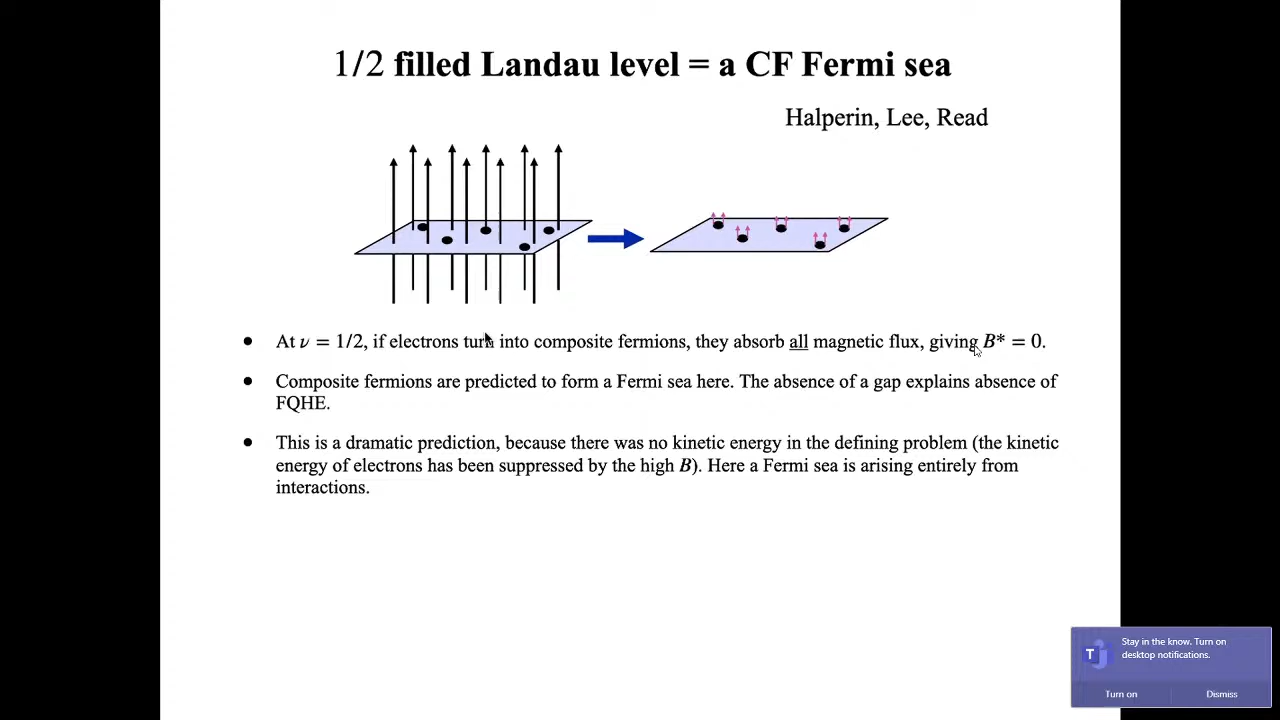 1/2 filled Landau level = a CF Fermi sea
Halperin, Lee, Read
• At ν = 1/2, if electrons turn into composite fermions, they absorb all magnetic flux, giving B* = 0.
• Composite fermions are predicted to form a Fermi sea here. The absence of a gap explains absence of
FQHE.
• This is a dramatic prediction, because there was no kinetic energy in the defining problem (the kinetic
energy of electrons has been suppressed by the high B). Here a Fermi sea is arising entirely from
interactions.
T
Stay in the know. Turn on
desktop notifications.
Turn on
Dismiss